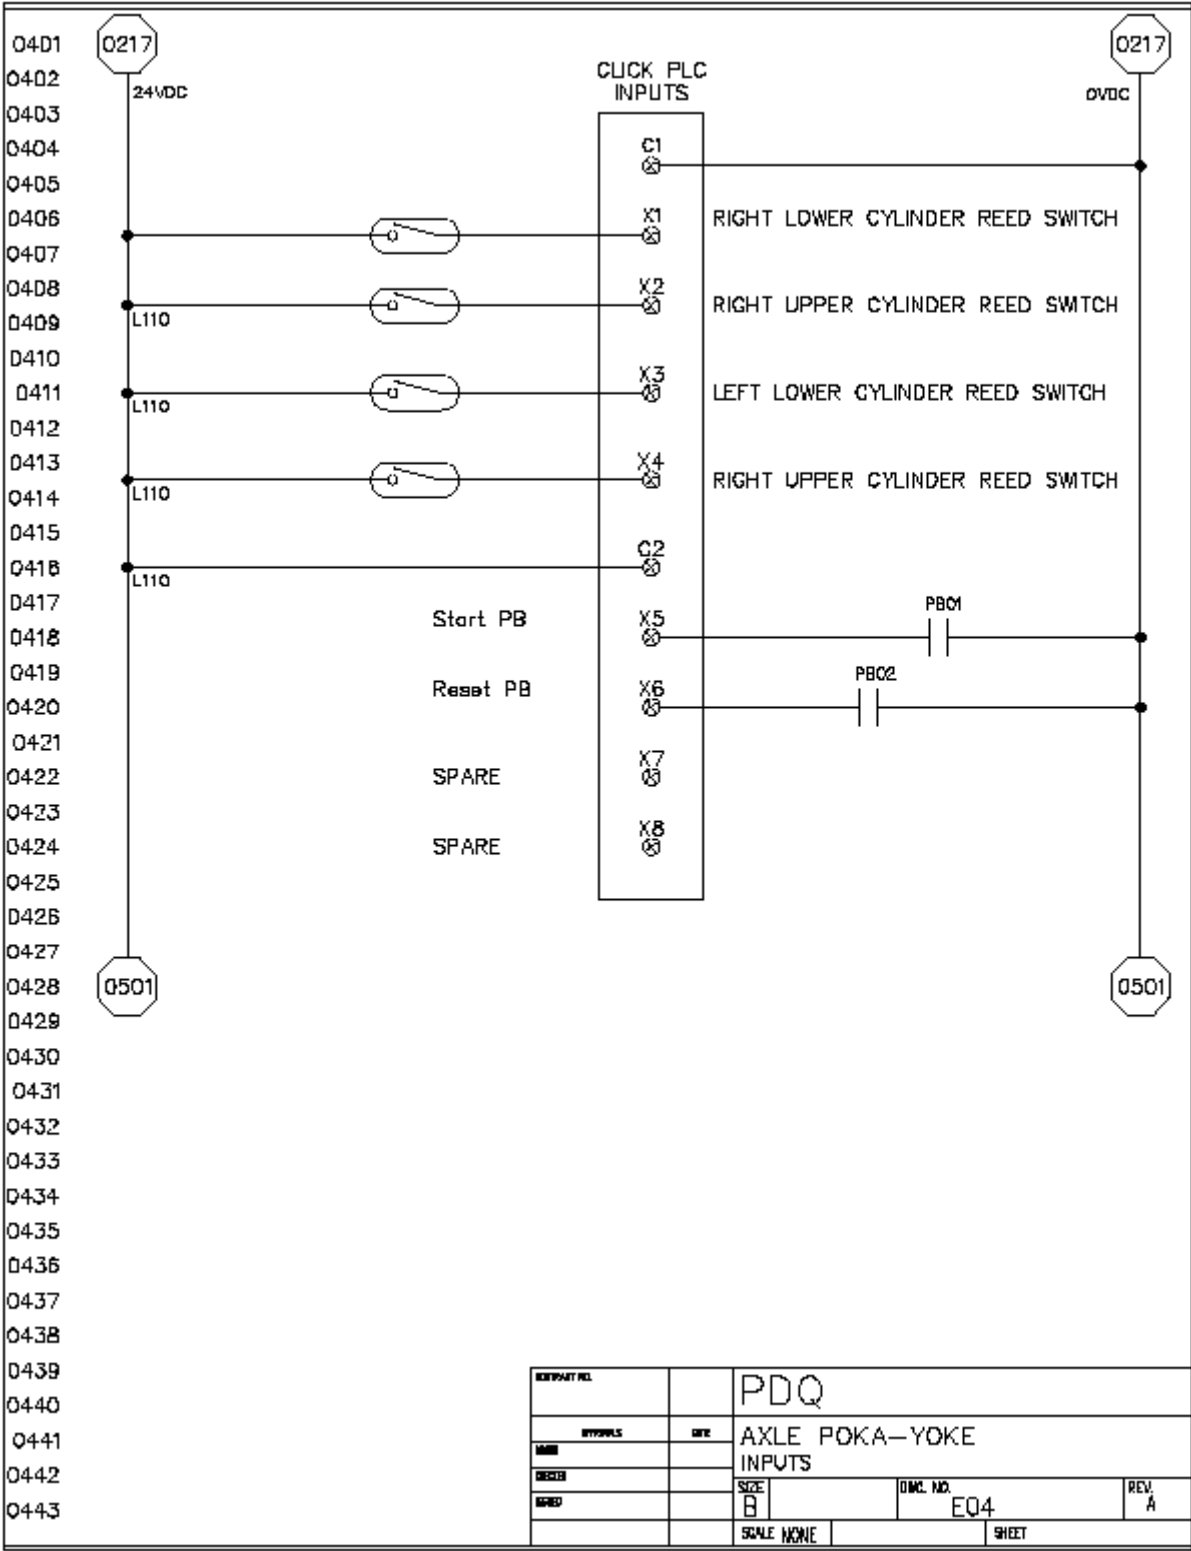 0401
0217
0217
0402
CLICK PLC
INPUTS
24VDC
0VDC
0403
0404
C1
0405
0406
X1
RIGHT LOWER CYLINDER REED SWITCH
0407
0408
X2
RIGHT UPPER CYLINDER REED SWITCH
0409
L110
0410
0411
X3
LEFT LOWER CYLINDER REED SWITCH
L110
0412
0413
X4
RIGHT UPPER CYLINDER REED SWITCH
0414
L110
0415
0416
C2
L110
0417
PB01
Start PB
X5
0418
0419
PB02
Reset PB
X6
0420
0421
X7
0422
SPARE
0423
X8
0424
SPARE
0425
0426
0427
0428
0501
0501
0429
0430
0431
0432
0433
0434
0435
0436
0437
0438
0439
0440
0441
0442
0443
CONTRACT NO.
PDQ
INITIALS
DATE
AXLE POKA-YOKE
INPUTS
CHECKED
SIZE
B
DWG. NO.
E04
REV.
A
SCALE NONE
SHEET